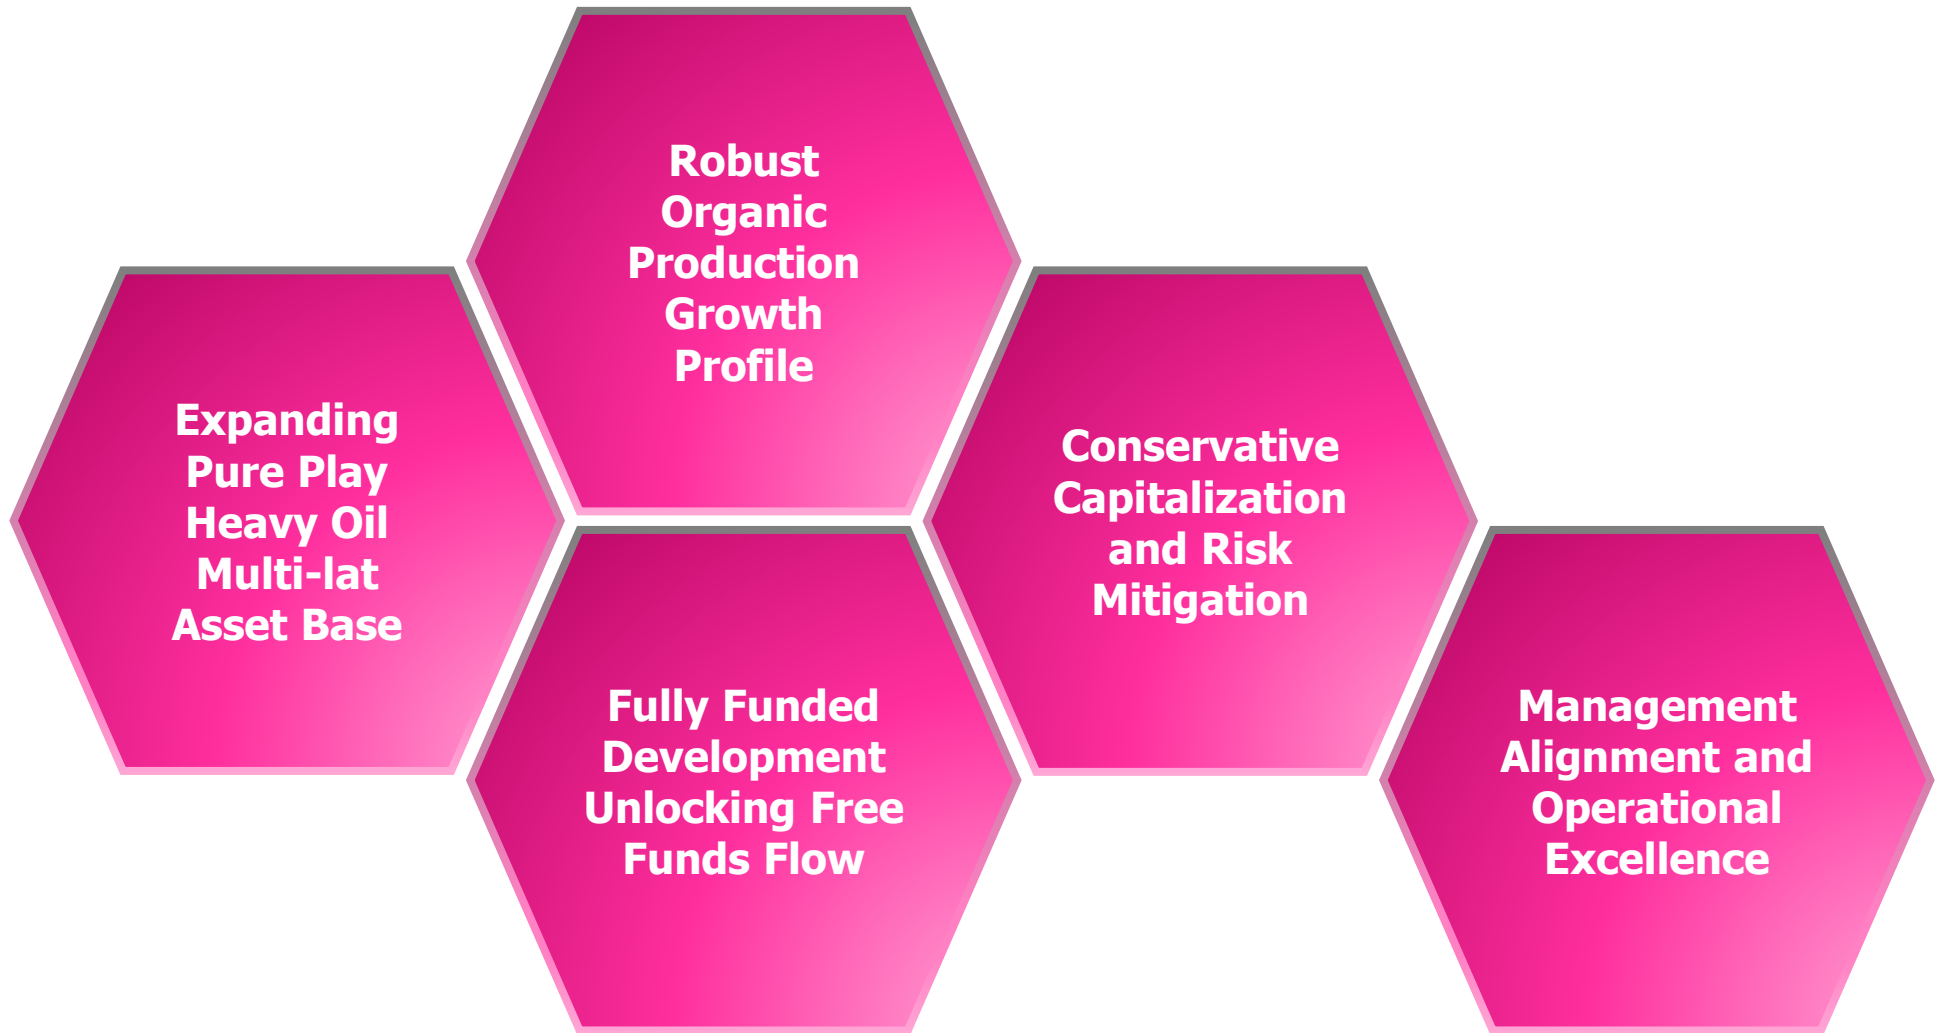 Robust
Organic
Production
Growth
Profile
Expanding
Pure Play
Heavy Oil
Multi-lat
Asset Base
Conservative
Capitalization
and Risk
Mitigation
Fully Funded
Development
Unlocking Free
Funds Flow
Management
Alignment and
Operational
Excellence